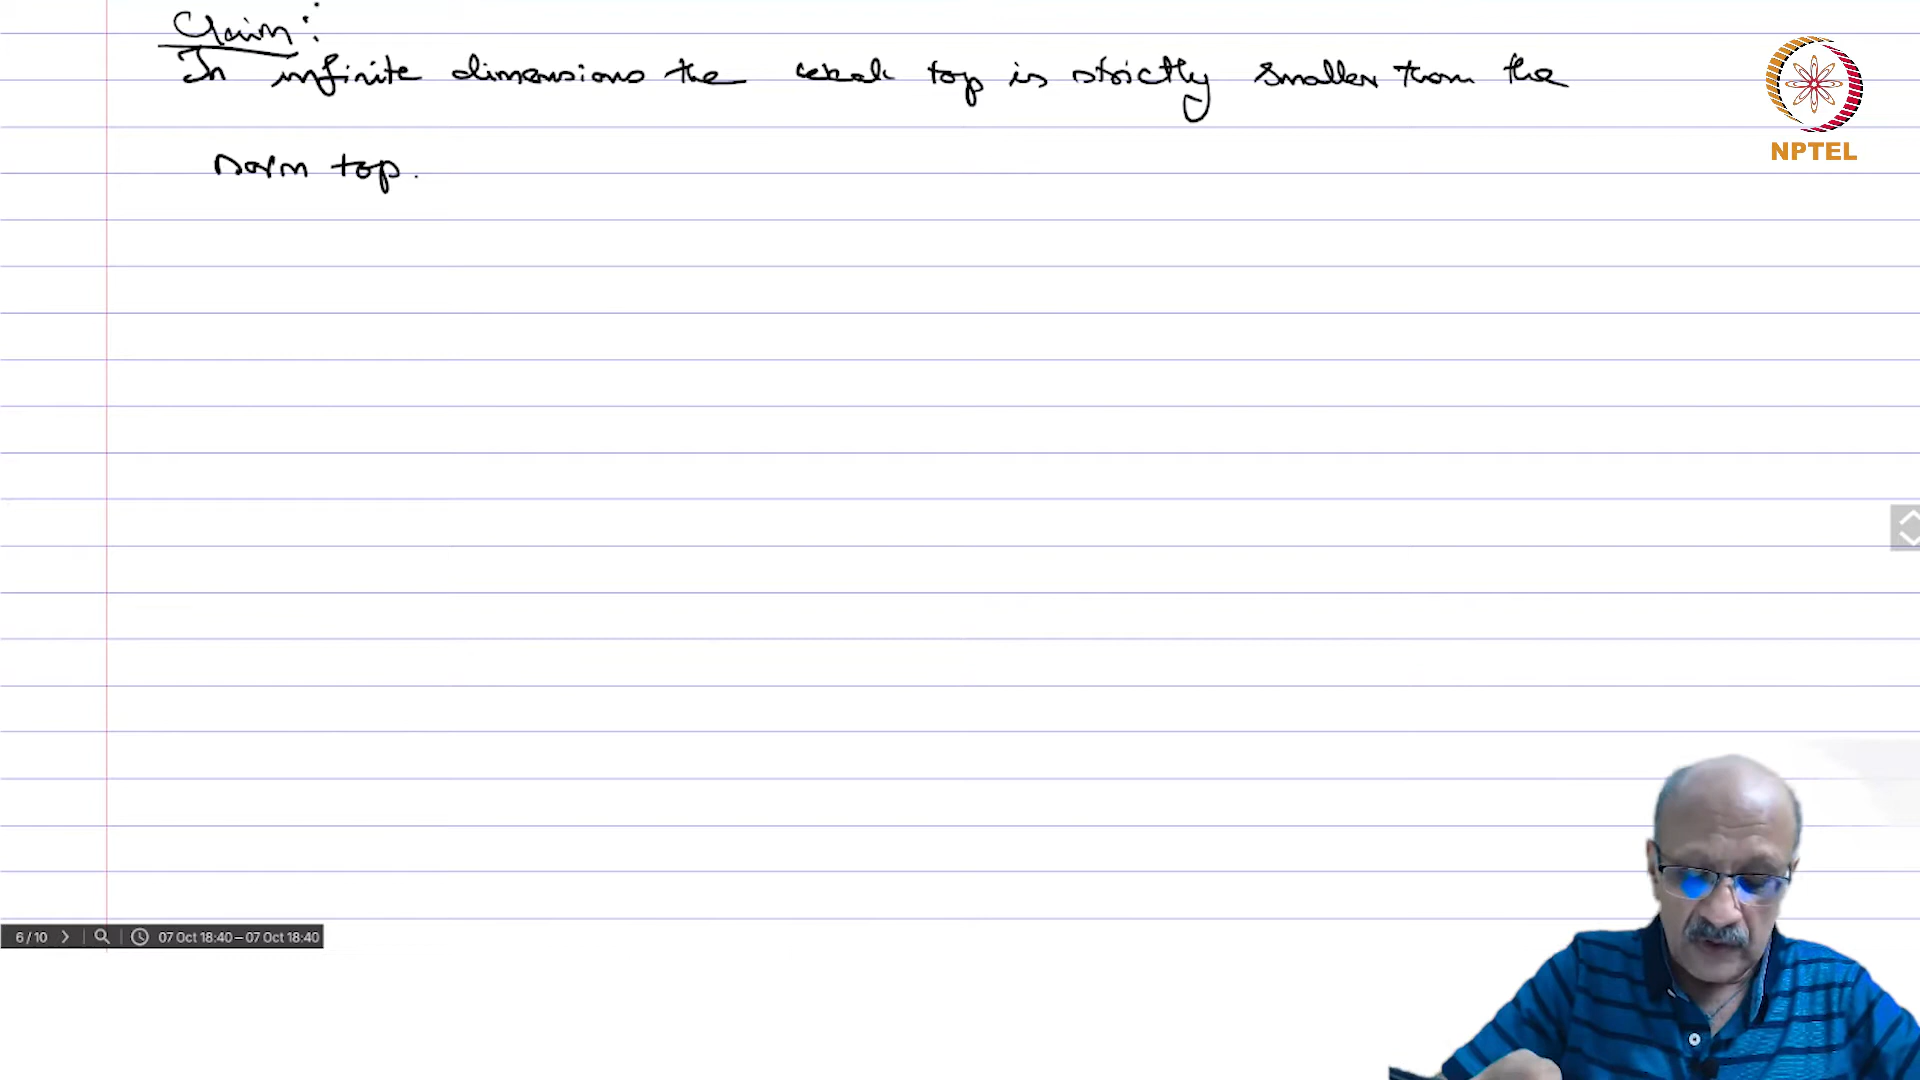 Claim:
In infinite dimensions the weak top is strictly smaller than the
norm top.
NPTEL
6 / 10 07 Oct 18:40 – 07 Oct 18:40